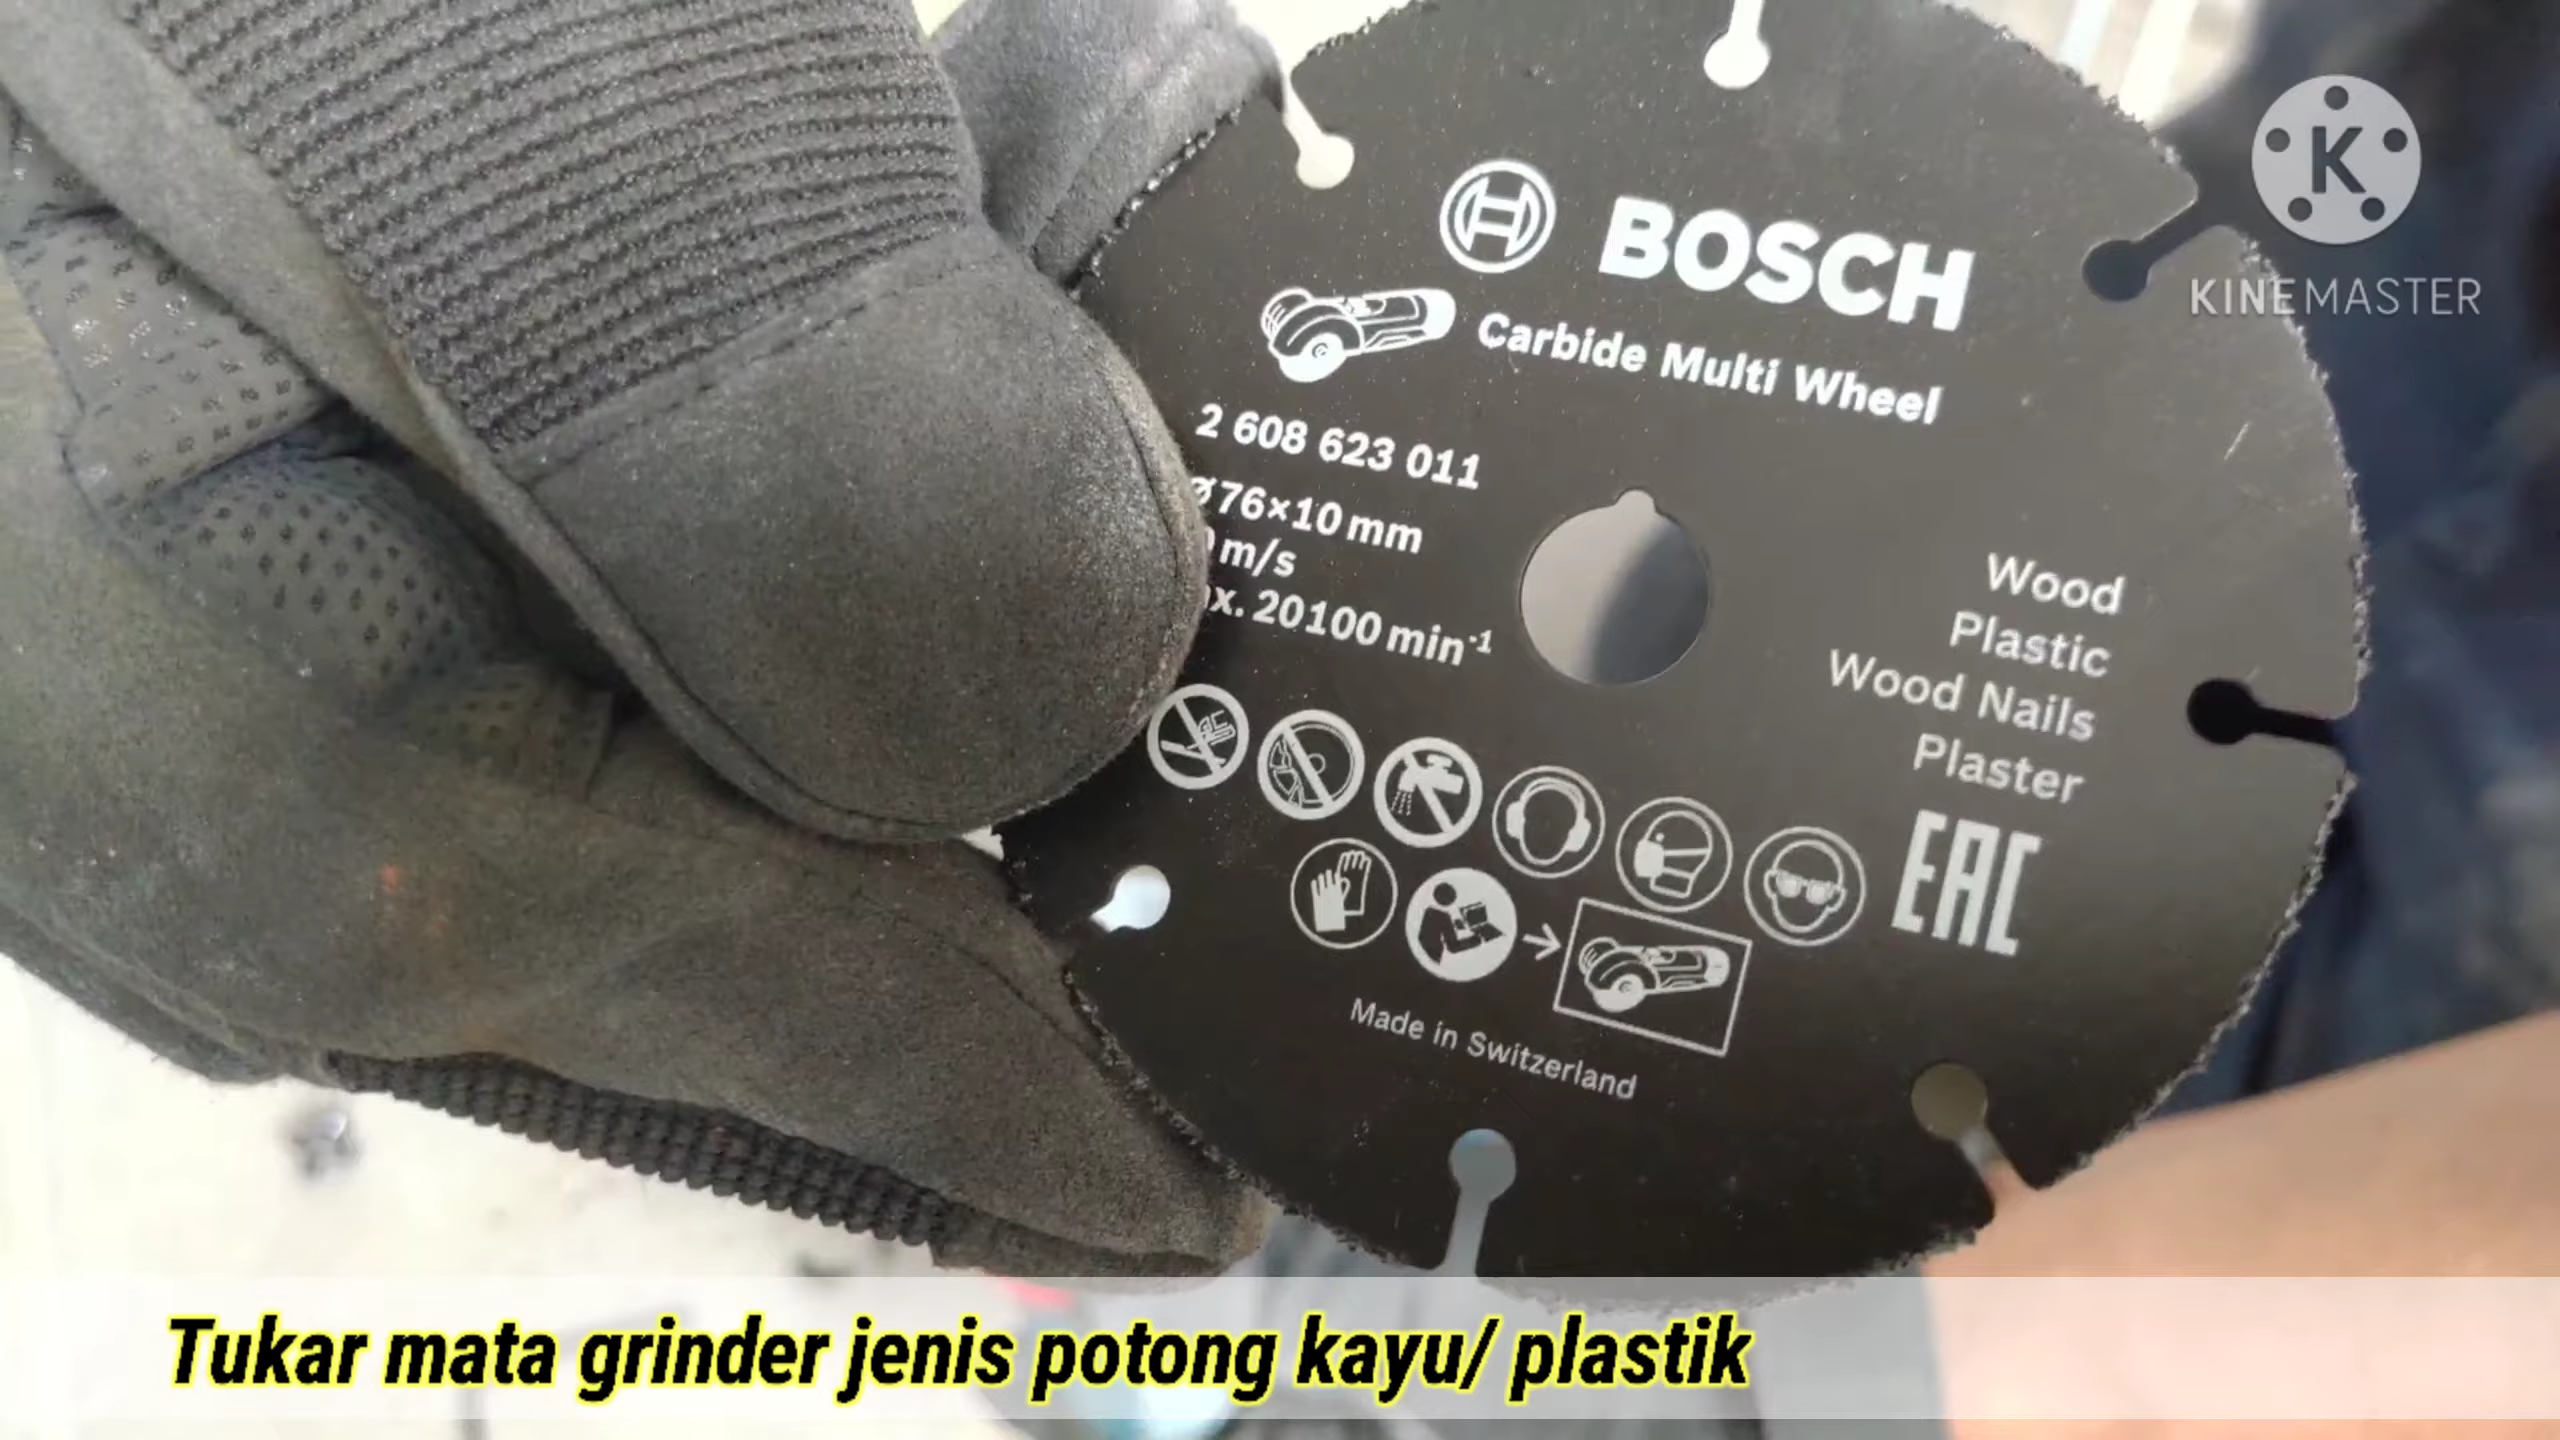 BOSCH
Carbide Multi Wheel
2 608 623 011
ø76×10 mm
m/s
20100 min⁻¹
Wood
Plastic
Wood Nails
Plaster
EAC
Made in Switzerland
K
KINEMASTER
Tukar mata grinder jenis potong kayu/ plastik